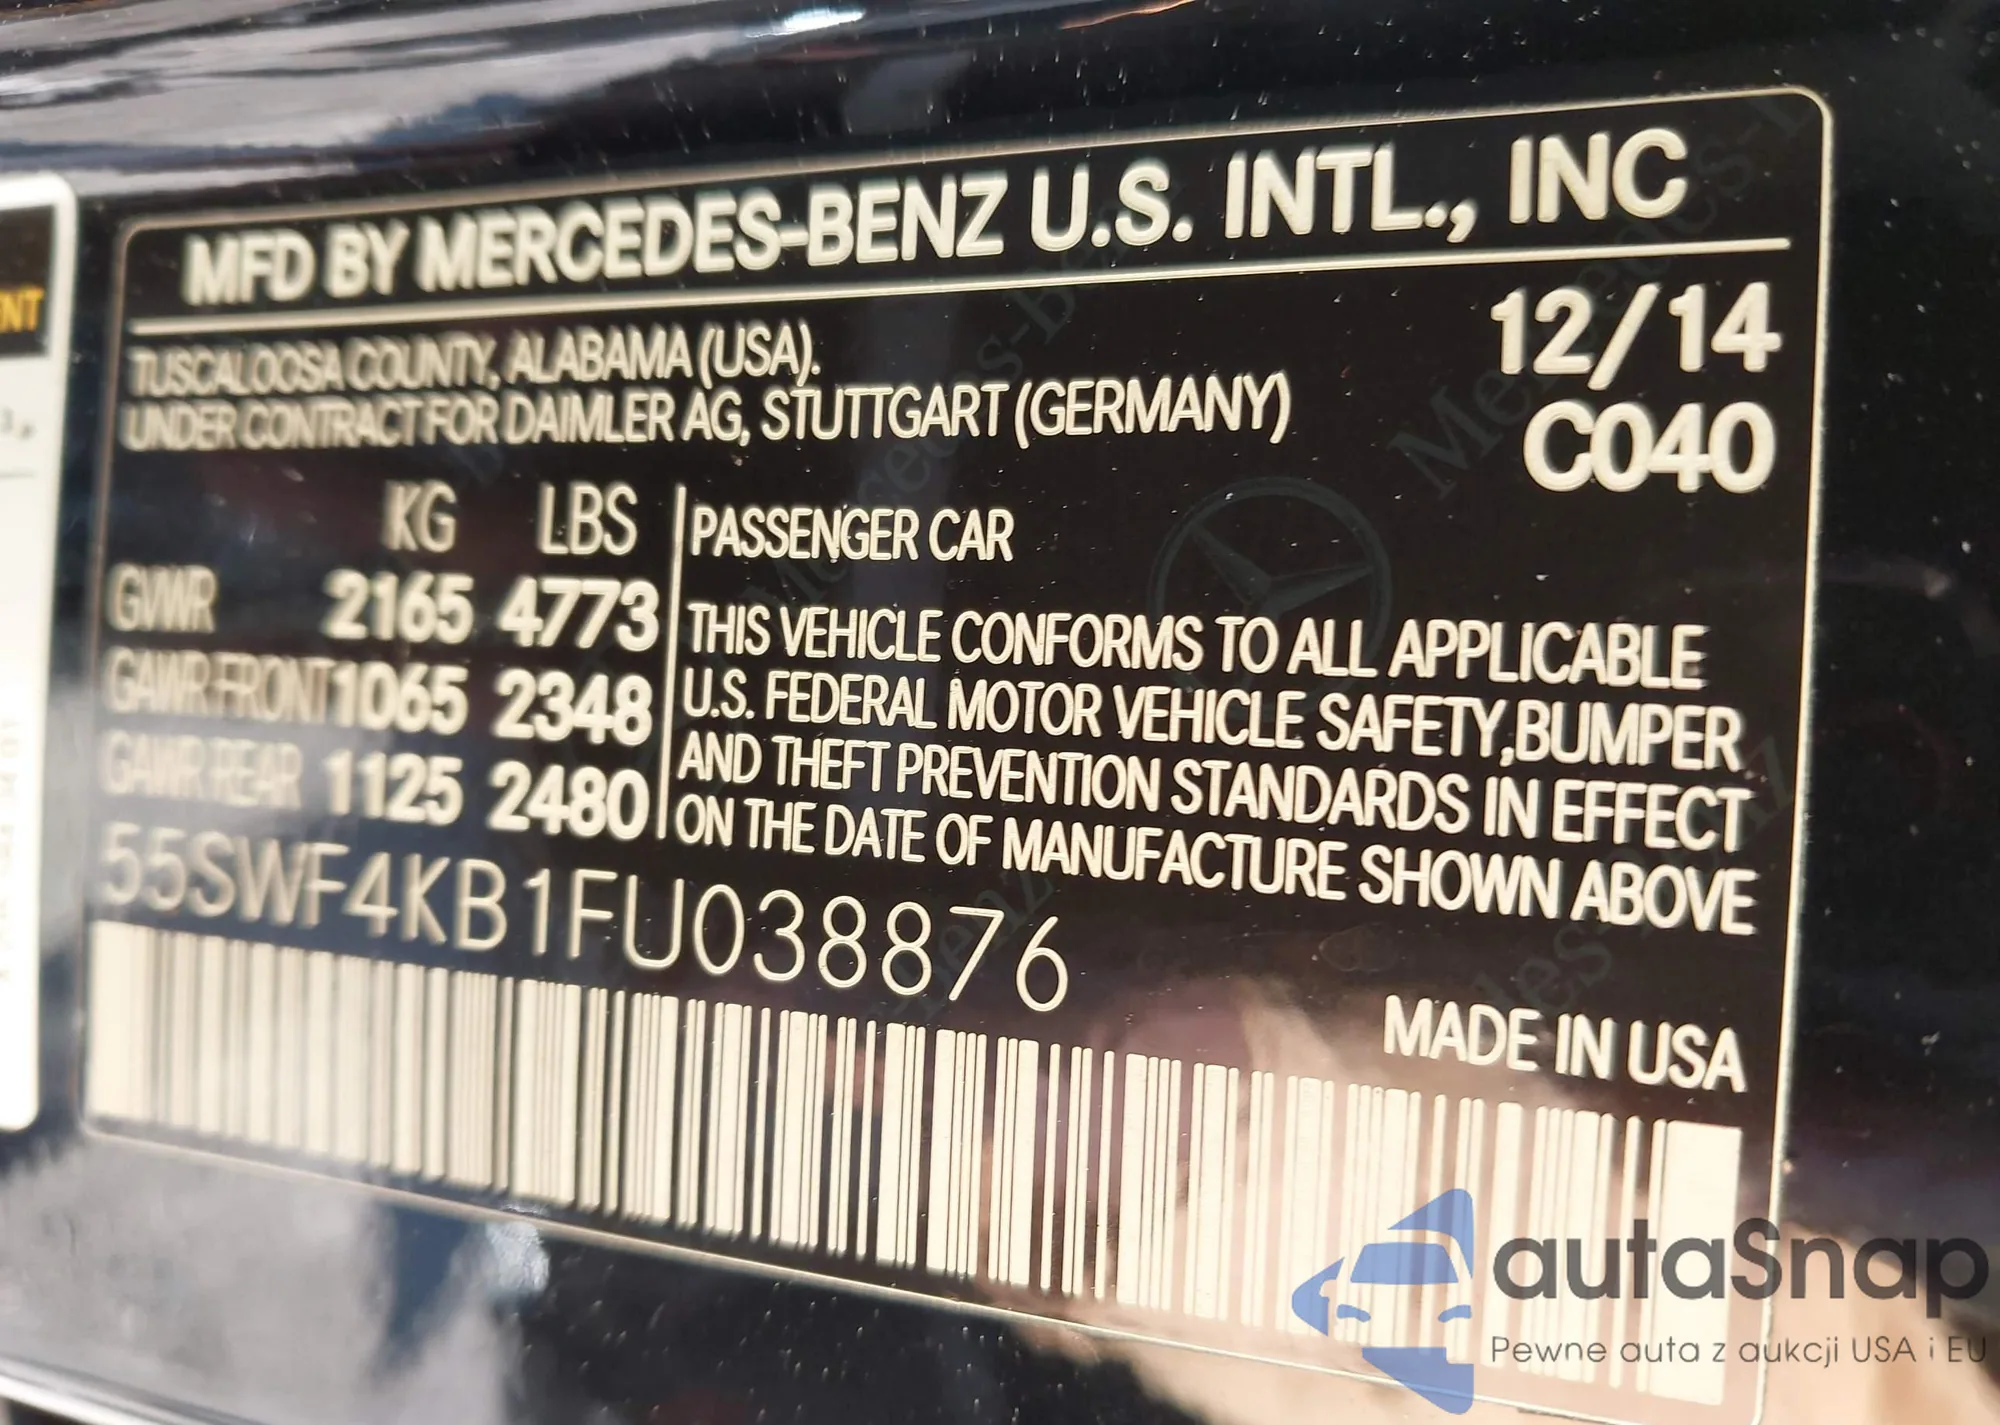 MFD BY MERCEDES-BENZ U.S. INTL., INC
TUSCALOOSA COUNTY, ALABAMA (USA).
UNDER CONTRACT FOR DAIMLER AG, STUTTGART (GERMANY)
12/14
C040
KG LBS
GVWR 2165 4773
GAWR FRONT 1065 2348
GAWR REAR 1125 2480
PASSENGER CAR
THIS VEHICLE CONFORMS TO ALL APPLICABLE
U.S. FEDERAL MOTOR VEHICLE SAFETY,BUMPER
AND THEFT PREVENTION STANDARDS IN EFFECT
ON THE DATE OF MANUFACTURE SHOWN ABOVE
55SWF4KB1FU038876
MADE IN USA
autaSnap
Pewne auta z aukcji USA i EU